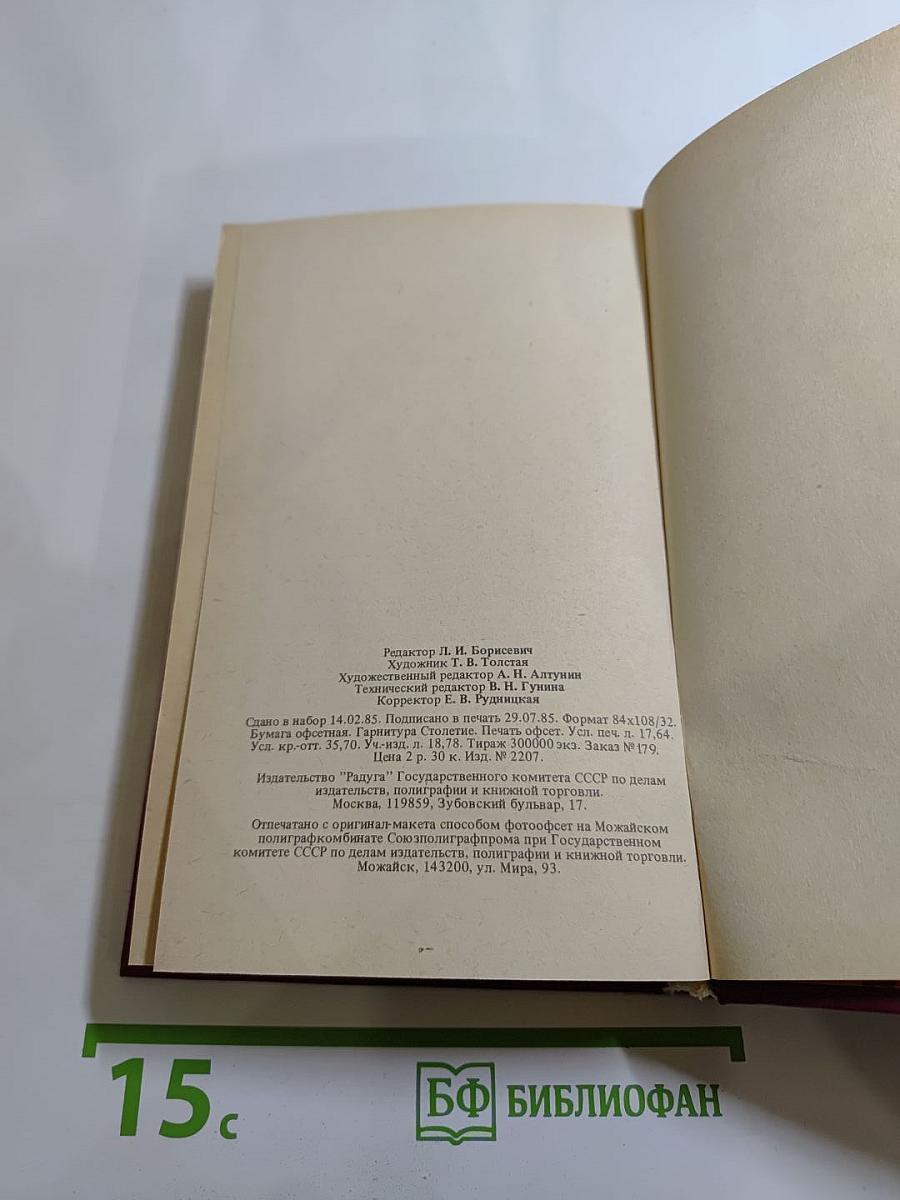 Редактор Л. И. Борисевич
Художник Т. В. Толстая
Художественный редактор А. Н. Алтунин
Технический редактор В. Н. Гунина
Корректор Е. В. Рудницкая
Сдано в набор 14.02.85. Подписано в печать 29.07.85. Формат 84х108/32.
Бумага офсетная. Гарнитура Столетие. Печать офсет. Усл. печ. л. 17,64.
Усл. кр.-отт. 35,70. Уч.-изд. л. 18,78. Тираж 300000 экз. Заказ № 179.
Цена 2 р. 30 к. Изд. № 2207.
Издательство "Радуга" Государственного комитета СССР по делам
издательств, полиграфии и книжной торговли.
Москва, 119859, Зубовский бульвар, 17.
Отпечатано с оригинал-макета способом фотоофсет на Можайском
полиграфкомбинате Союзполиграфпрома при Государственном
комитете СССР по делам издательств, полиграфии и книжной торговли.
Можайск, 143200, ул. Мира, 93.
15с
БФ БИБЛИОФАН